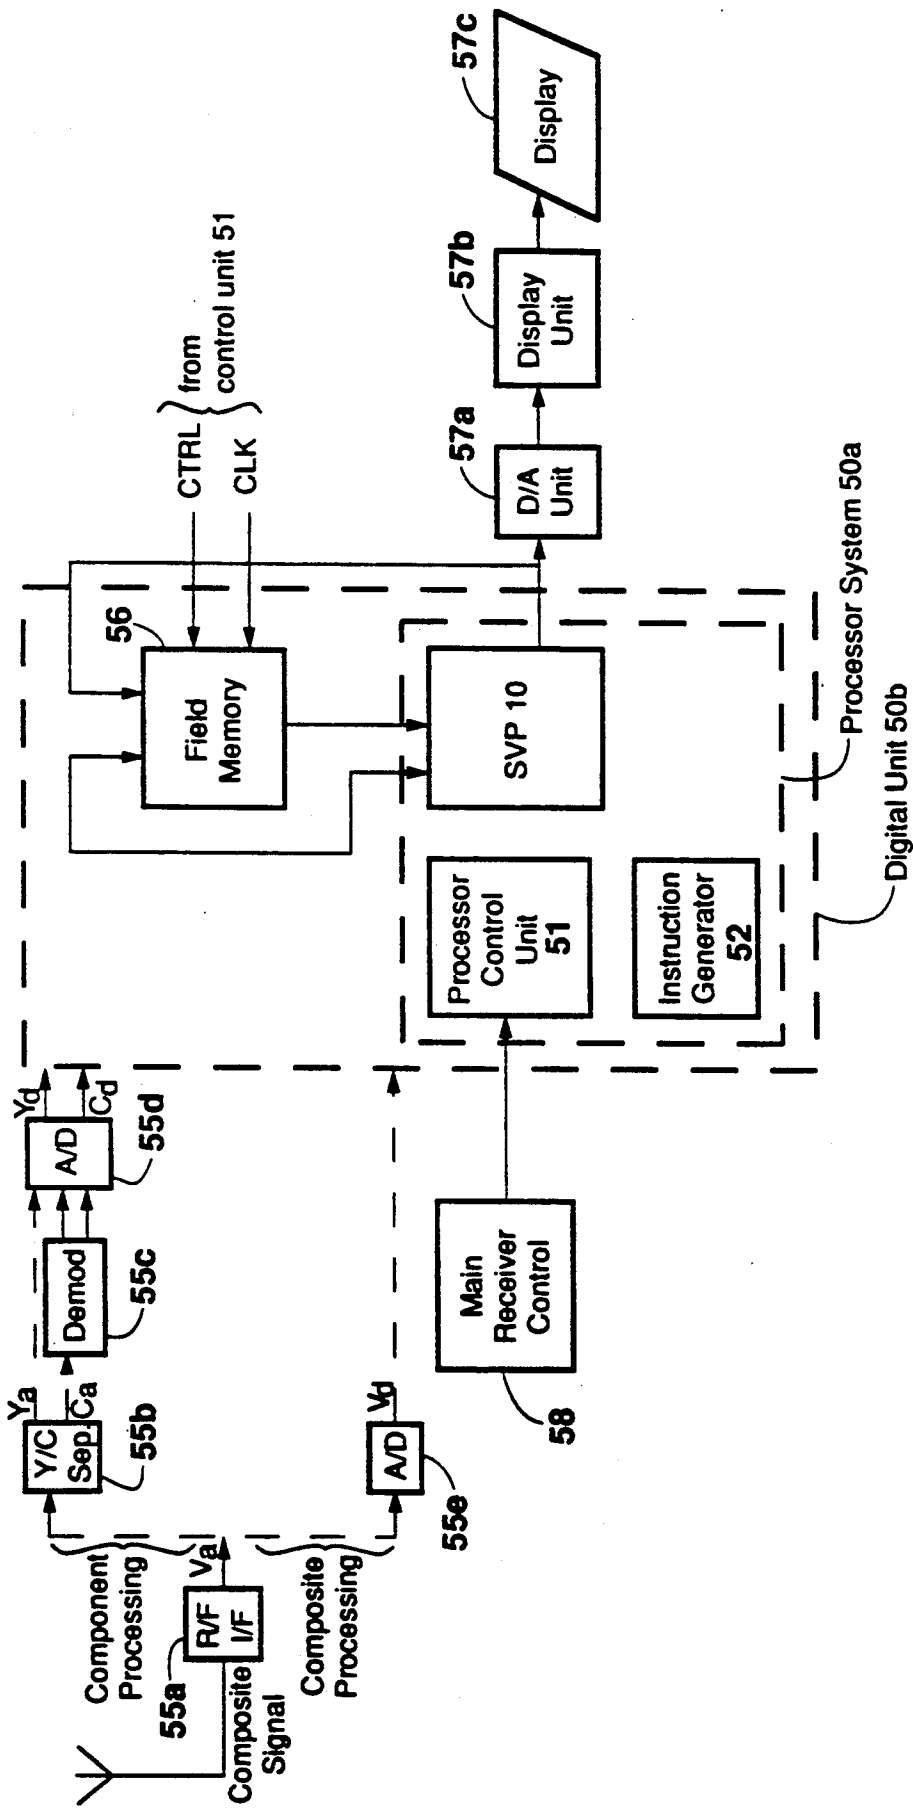 Composite
Signal
55a
R/F
I/F
Va
Component
Processing
Composite
Processing
Y/C
Sep.
55b
Ya
Ca
Demod
55c
A/D
55d
Yd
Cd
A/D
55e
Vd
Main
Receiver
Control
58
Processor
Control
Unit
51
Instruction
Generator
52
Field
Memory
56
SVP 10
CTRL
CLK
from
control unit 51
D/A
Unit
57a
Display
Unit
57b
Display
57c
Processor System 50a
Digital Unit 50b